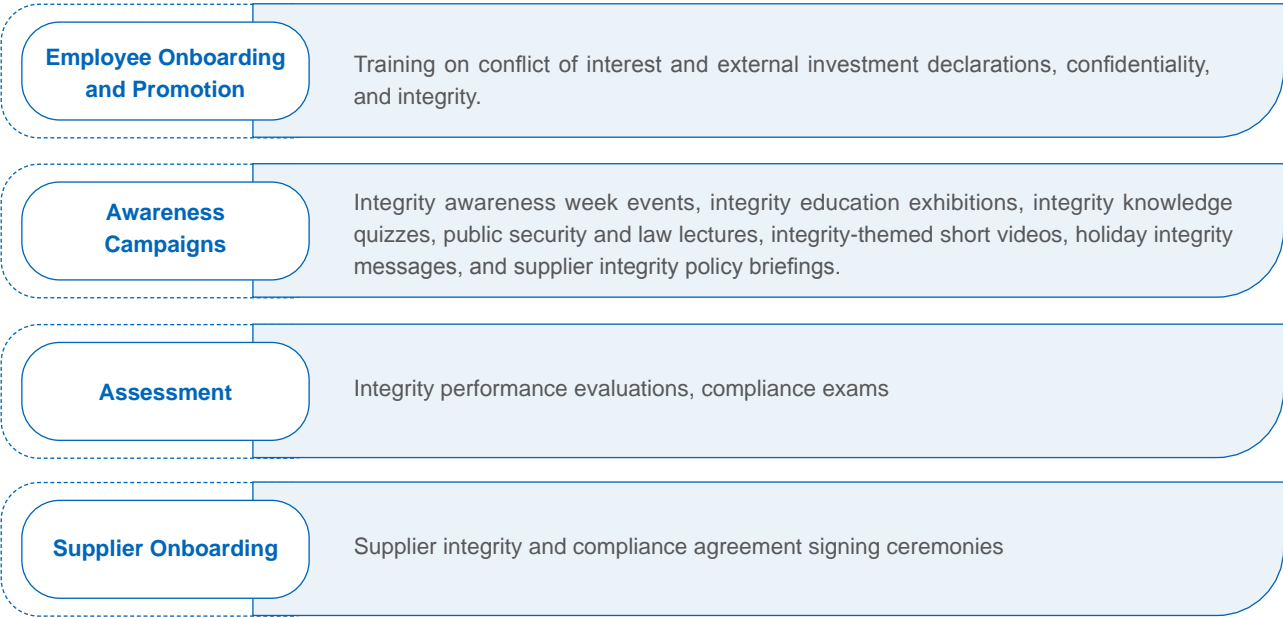 Employee Onboarding
and Promotion
Training on conflict of interest and external investment declarations, confidentiality,
and integrity.
Awareness
Campaigns
Integrity awareness week events, integrity education exhibitions, integrity knowledge
quizzes, public security and law lectures, integrity-themed short videos, holiday integrity
messages, and supplier integrity policy briefings.
Assessment
Integrity performance evaluations, compliance exams
Supplier Onboarding
Supplier integrity and compliance agreement signing ceremonies